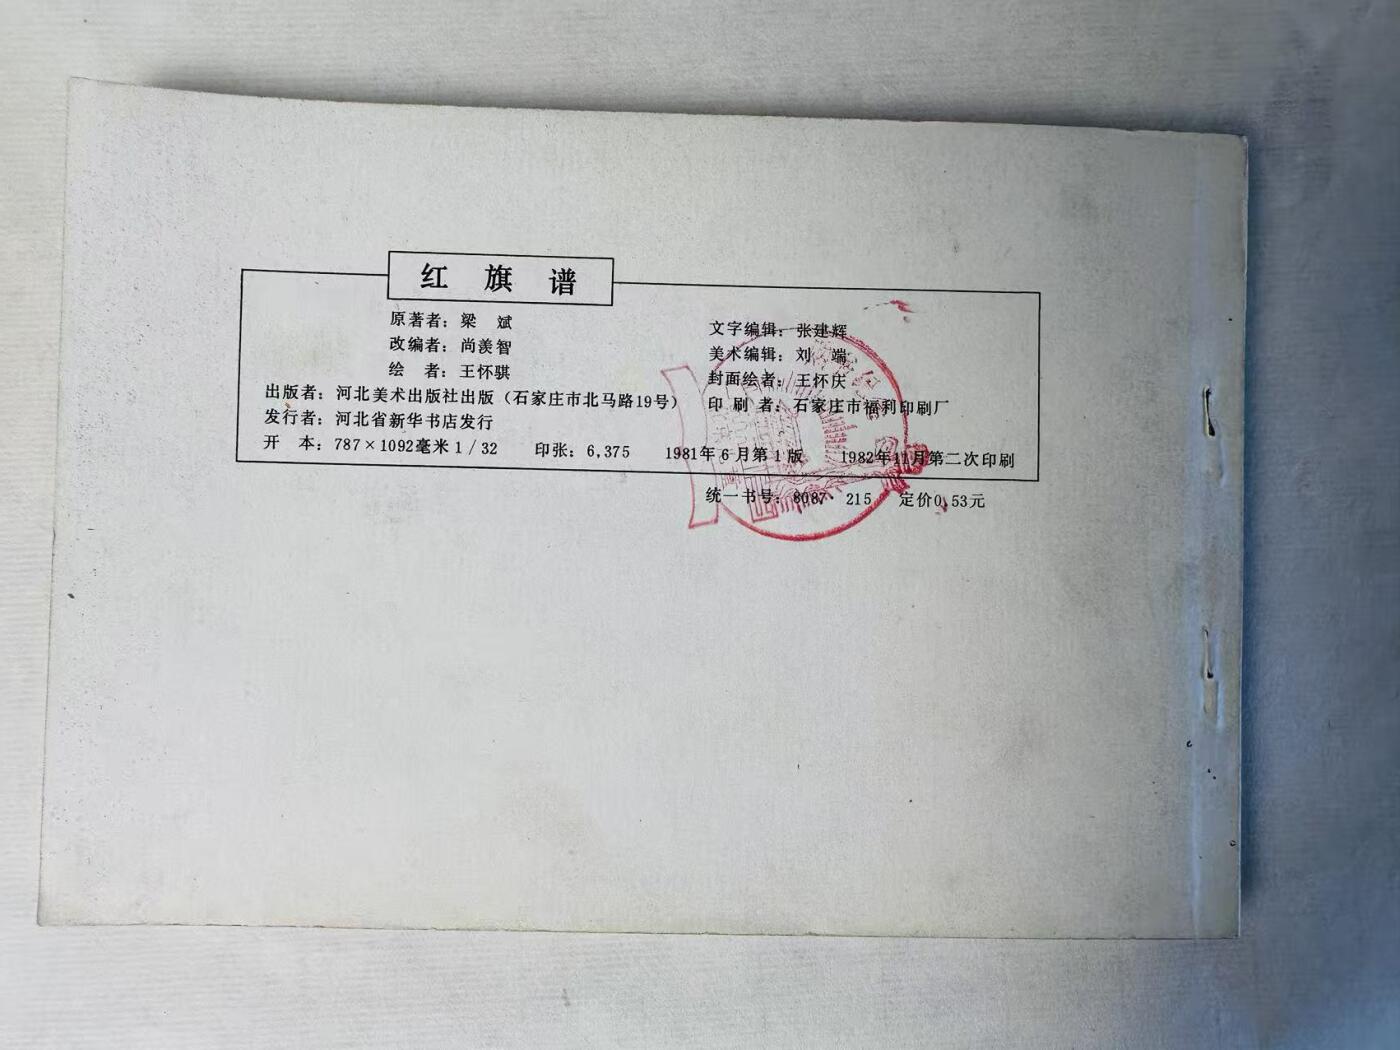 红旗谱
原著者：梁 斌
改编者：尚羡智
绘 者：王怀骐
文字编辑：张建辉
美术编辑：刘 端
封面绘者：王怀庆
出版者：河北美术出版社出版（石家庄市北马路19号）
印刷者：石家庄市福利印刷厂
发行者：河北省新华书店发行
开 本：787×1092毫米1/32 印张：6,375 1981年6月第1版 1982年11月第二次印刷
统一书号：8087·215 定价0.53元